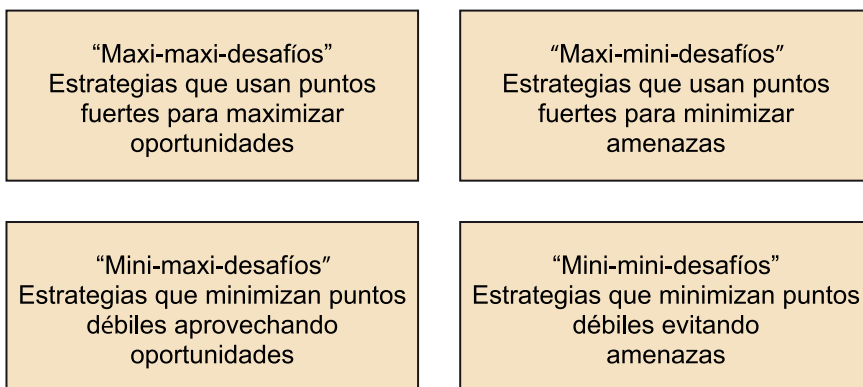 “Maxi-maxi-desafíos”
Estrategias que usan puntos
fuertes para maximizar
oportunidades
“Maxi-mini-desafíos”
Estrategias que usan puntos
fuertes para minimizar
amenazas
“Mini-maxi-desafíos”
Estrategias que minimizan puntos
débiles aprovechando
oportunidades
“Mini-mini-desafíos”
Estrategias que minimizan puntos
débiles evitando
amenazas